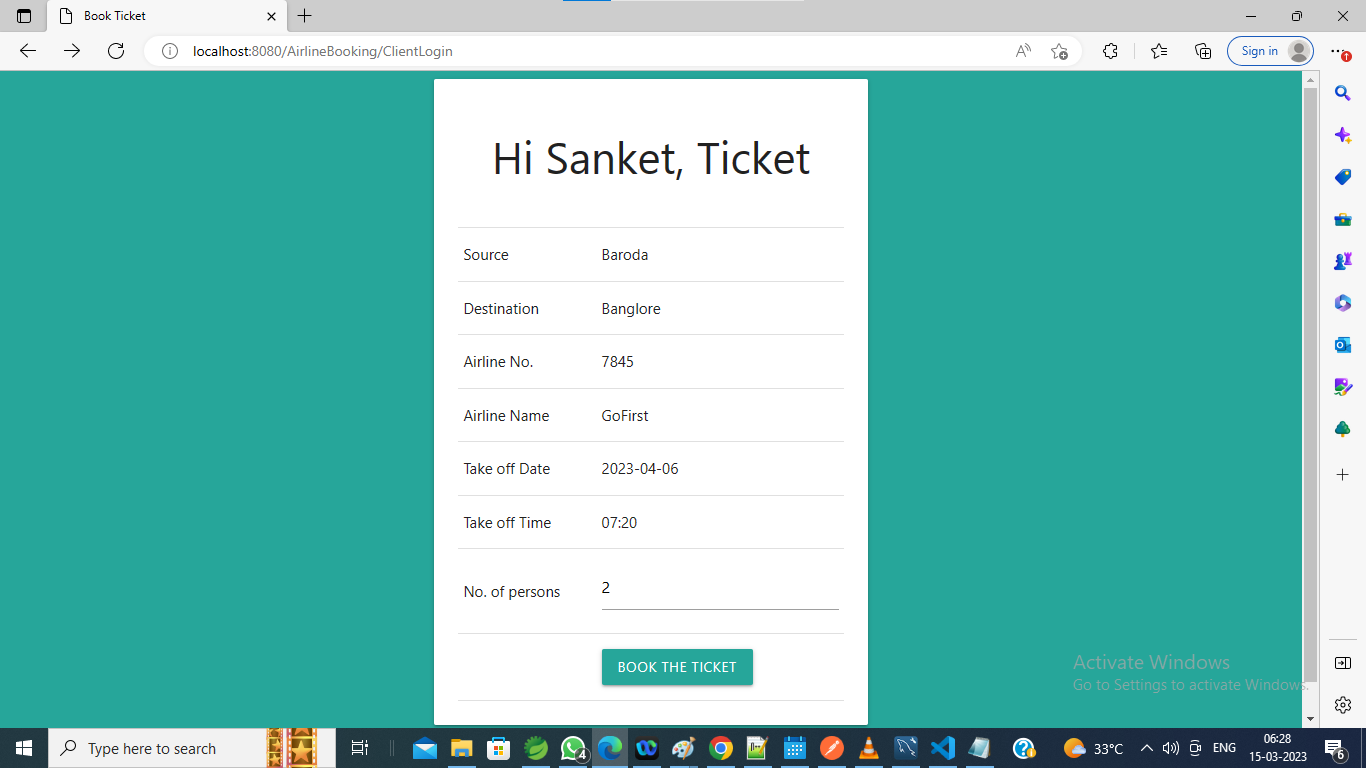 Book Ticket
localhost:8080/AirlineBooking/ClientLogin
Sign in
Hi Sanket, Ticket
Source Baroda
Destination Banglore
Airline No. 7845
Airline Name GoFirst
Take off Date 2023-04-06
Take off Time 07:20
No. of persons 2
BOOK THE TICKET
Activate Windows
Go to Settings to activate Windows.
Type here to search
4
33°C
ENG
06:28
15-03-2023
6